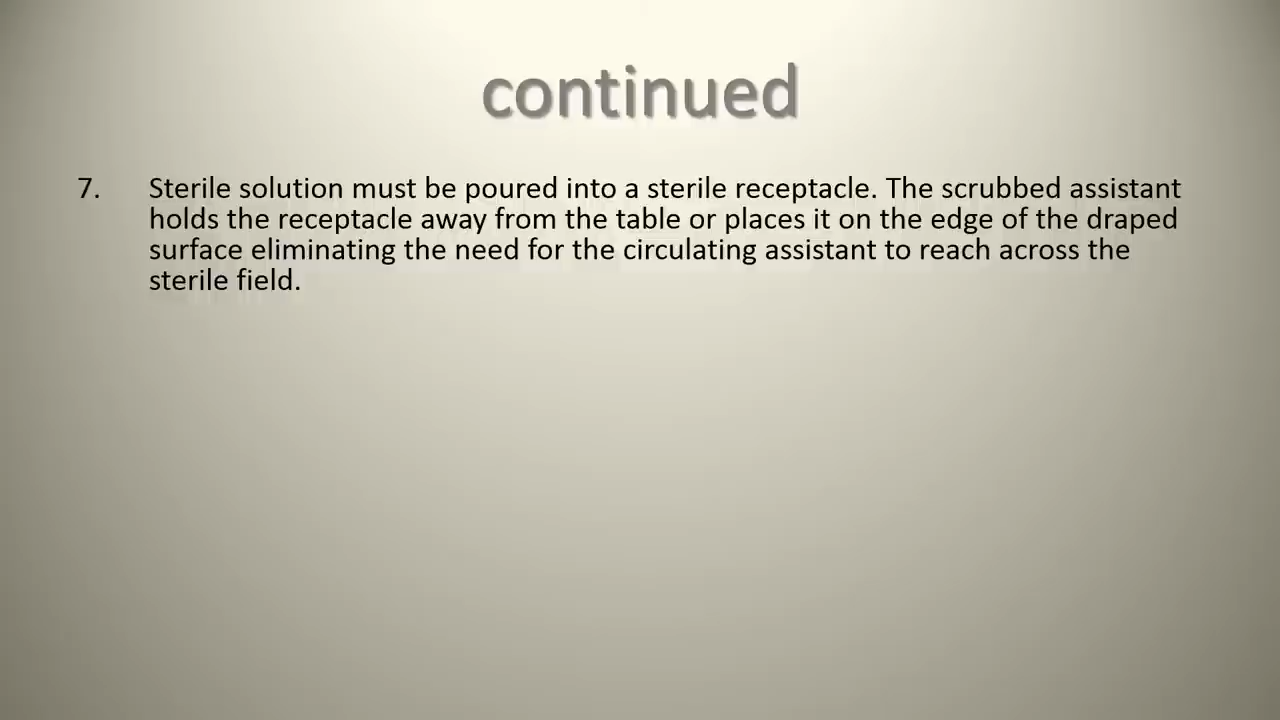 continued
7. Sterile solution must be poured into a sterile receptacle. The scrubbed assistant
holds the receptacle away from the table or places it on the edge of the draped
surface eliminating the need for the circulating assistant to reach across the
sterile field.